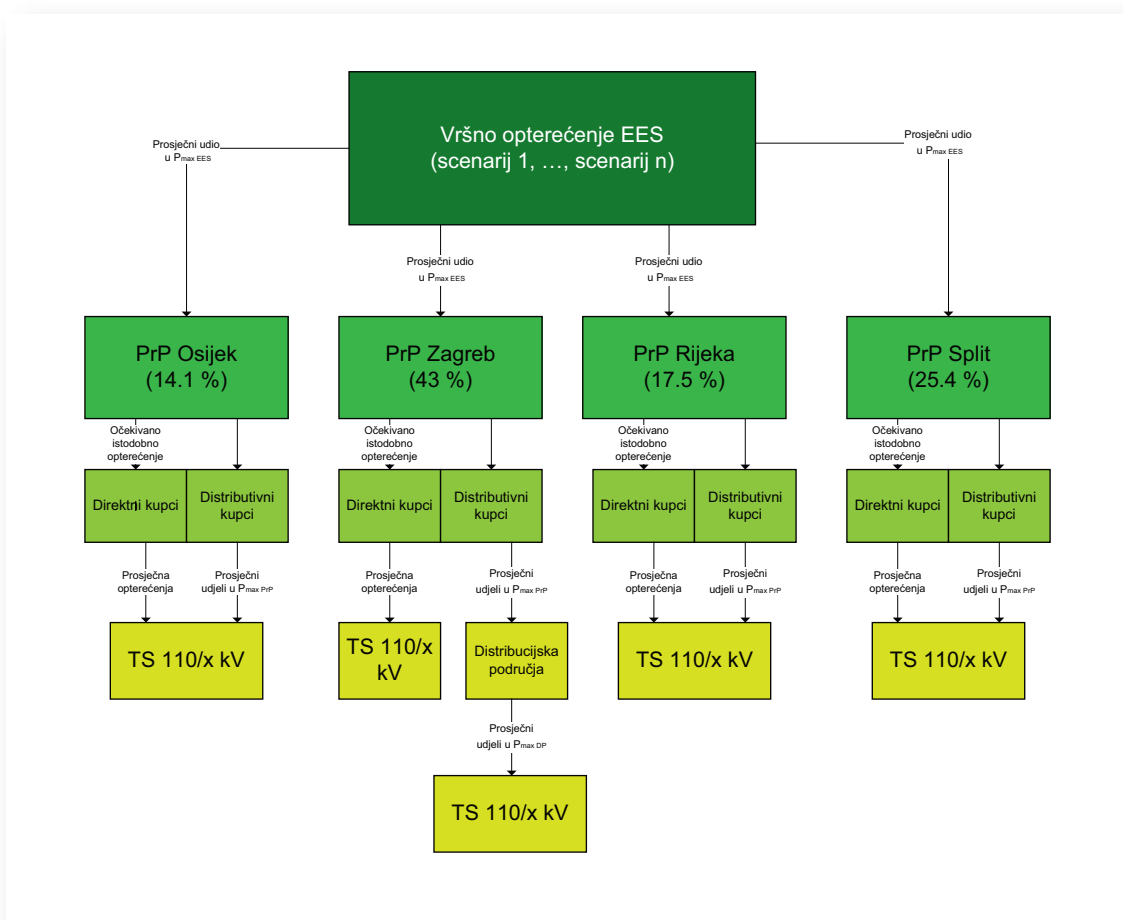 Vršno opterećenje EES
(scenarij 1, …, scenarij n)
Prosječni udio
u Pmax EES
Prosječni udio
u Pmax EES
Prosječni udio
u Pmax EES
Prosječni udio
u Pmax EES
PrP Osijek
(14.1 %)
PrP Zagreb
(43 %)
PrP Rijeka
(17.5 %)
PrP Split
(25.4 %)
Očekivano
istodobno
opterećenje
Očekivano
istodobno
opterećenje
Očekivano
istodobno
opterećenje
Očekivano
istodobno
opterećenje
Direktni kupci
Distributivni
kupci
Direktni kupci
Distributivni
kupci
Direktni kupci
Distributivni
kupci
Direktni kupci
Distributivni
kupci
Prosječna
opterećenja
Prosječni
udjeli u Pmax PrP
Prosječna
opterećenja
Prosječni
udjeli u Pmax PrP
Prosječna
opterećenja
Prosječni
udjeli u Pmax PrP
Prosječna
opterećenja
Prosječni
udjeli u Pmax PrP
TS 110/x kV
TS 110/x
kV
Distribucijska
područja
TS 110/x kV
TS 110/x kV
Prosječni
udjeli u Pmax DP
TS 110/x kV